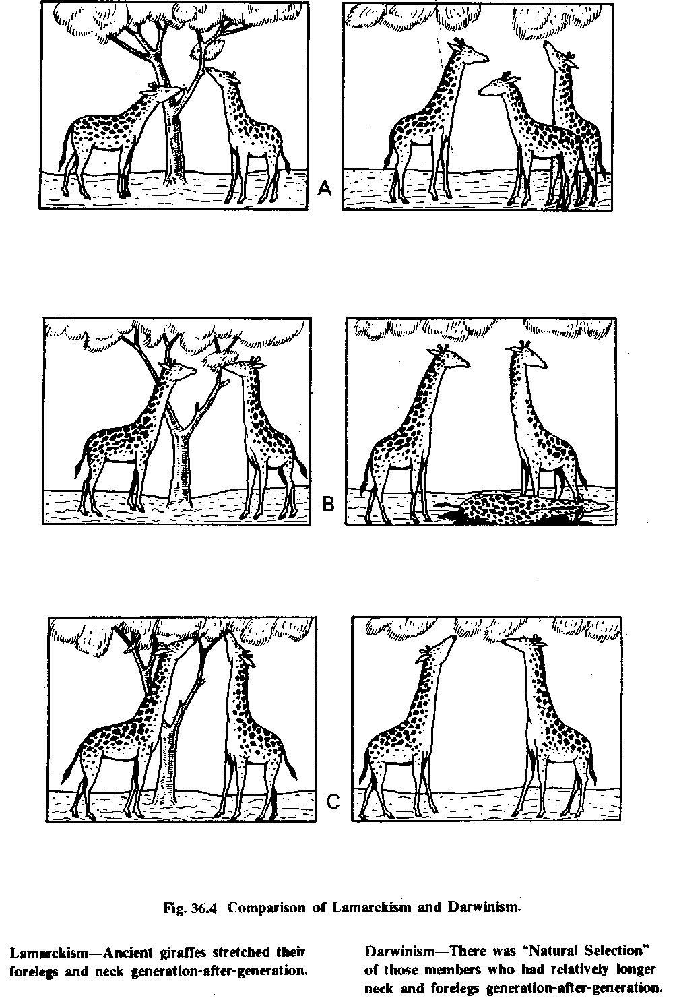 A
B
C
Fig. 36.4 Comparison of Lamarckism and Darwinism.
Lamarckism—Ancient giraffes stretched their
forelegs and neck generation-after-generation.
Darwinism—There was "Natural Selection"
of those members who had relatively longer
neck and forelegs generation-after-generation.